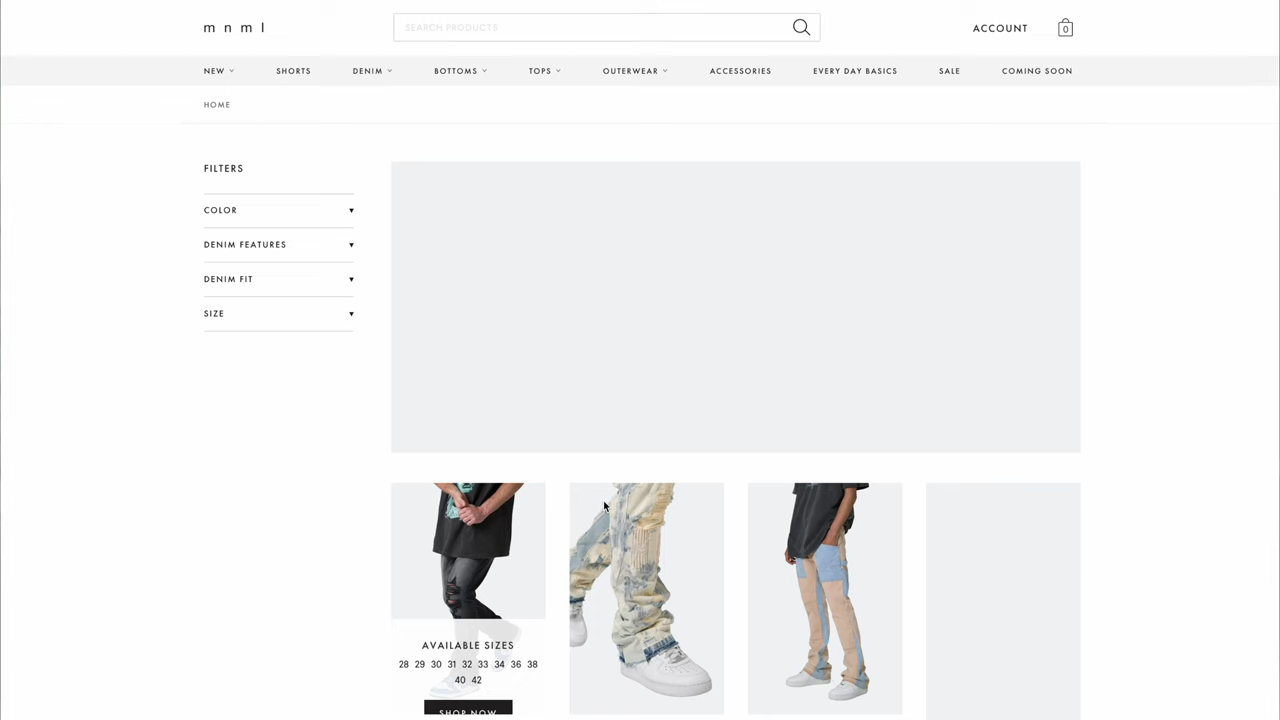 m n m l
SEARCH PRODUCTS
ACCOUNT
0
NEW SHORTS DENIM BOTTOMS TOPS OUTERWEAR ACCESSORIES EVERY DAY BASICS SALE COMING SOON
HOME
FILTERS
COLOR
DENIM FEATURES
DENIM FIT
SIZE
AVAILABLE SIZES
28 29 30 31 32 33 34 36 38
40 42
SHOP NOW